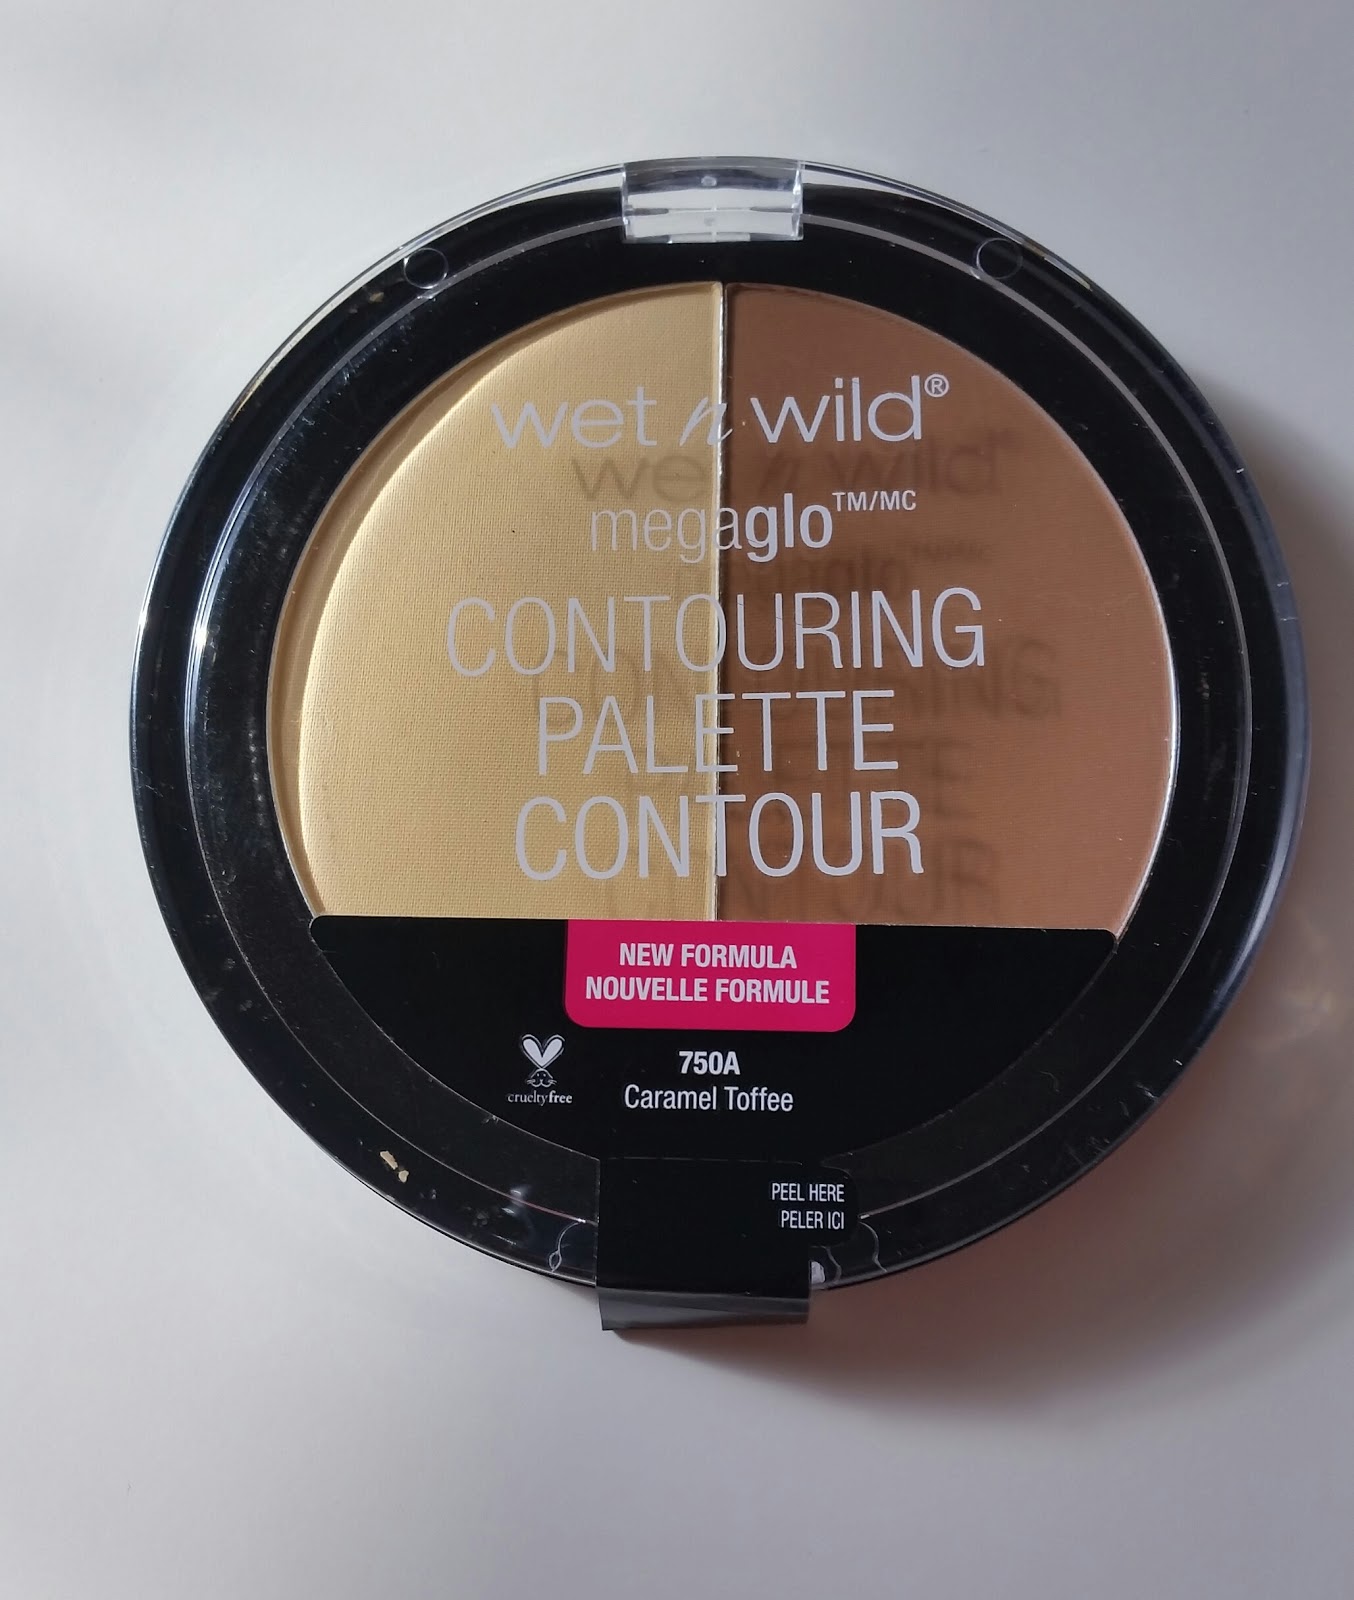 wet n wild®
megaglo™/MC
CONTOURING
PALETTE
CONTOUR
NEW FORMULA
NOUVELLE FORMULE
750A
Caramel Toffee
crueltyfree
PEEL HERE
PELER ICI